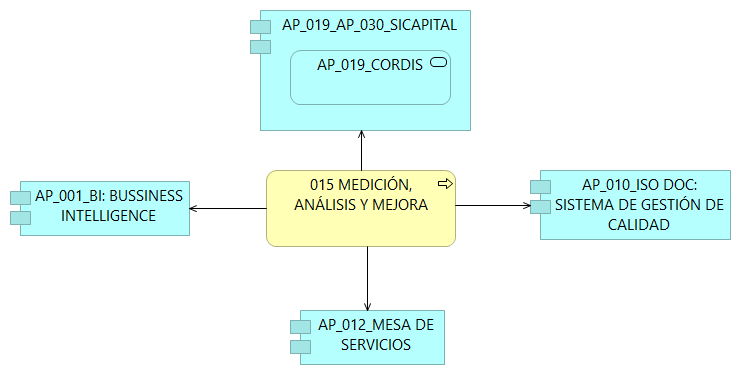 AP_019_AP_030_SICAPITAL
AP_019_CORDIS
AP_001_BI: BUSSINESS
INTELLIGENCE
015 MEDICIÓN,
ANÁLISIS Y MEJORA
AP_010_ISO DOC:
SISTEMA DE GESTIÓN DE
CALIDAD
AP_012_MESA DE
SERVICIOS